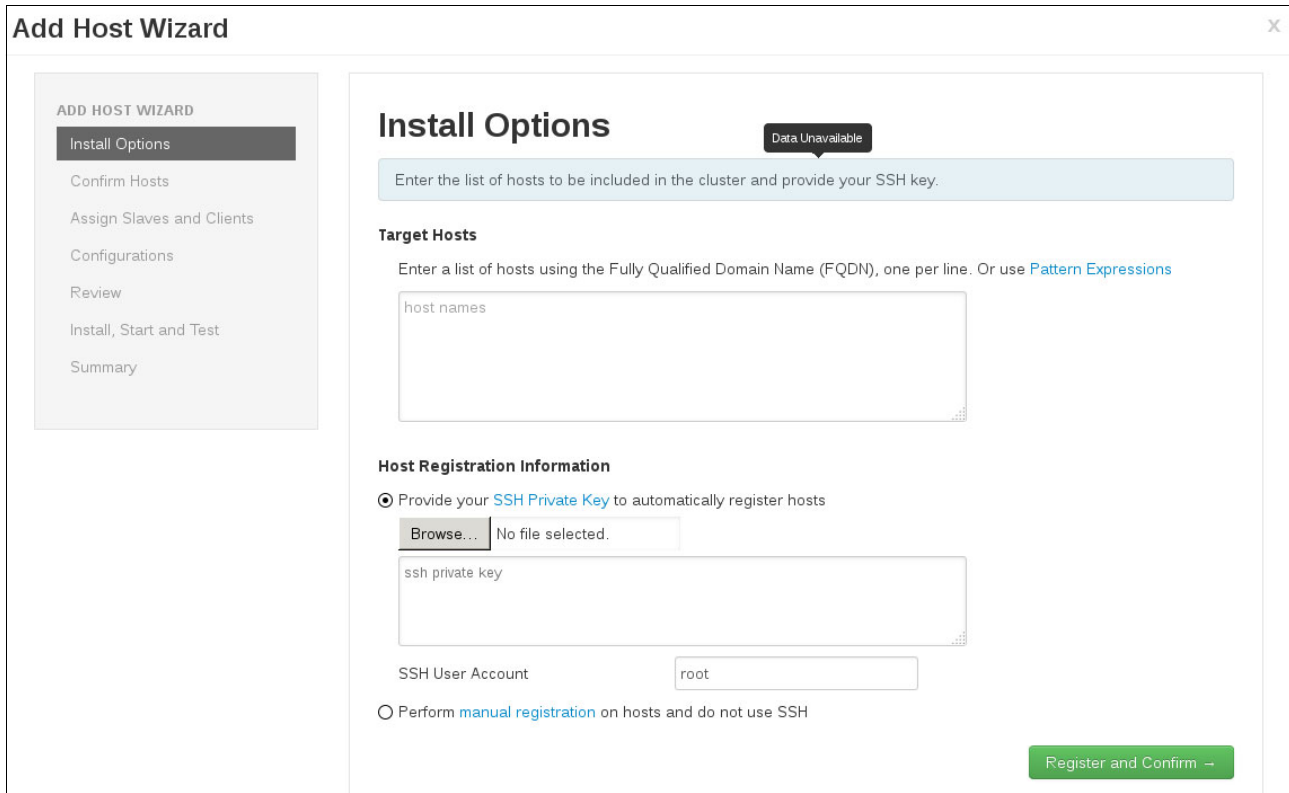 Add Host Wizard
x
ADD HOST WIZARD
Install Options
Confirm Hosts
Assign Slaves and Clients
Configurations
Review
Install, Start and Test
Summary
Install Options
Data Unavailable
Enter the list of hosts to be included in the cluster and provide your SSH key.
Target Hosts
Enter a list of hosts using the Fully Qualified Domain Name (FQDN), one per line. Or use Pattern Expressions
host names
Host Registration Information
Provide your SSH Private Key to automatically register hosts
Browse... No file selected.
ssh private key
SSH User Account root
Perform manual registration on hosts and do not use SSH
Register and Confirm →